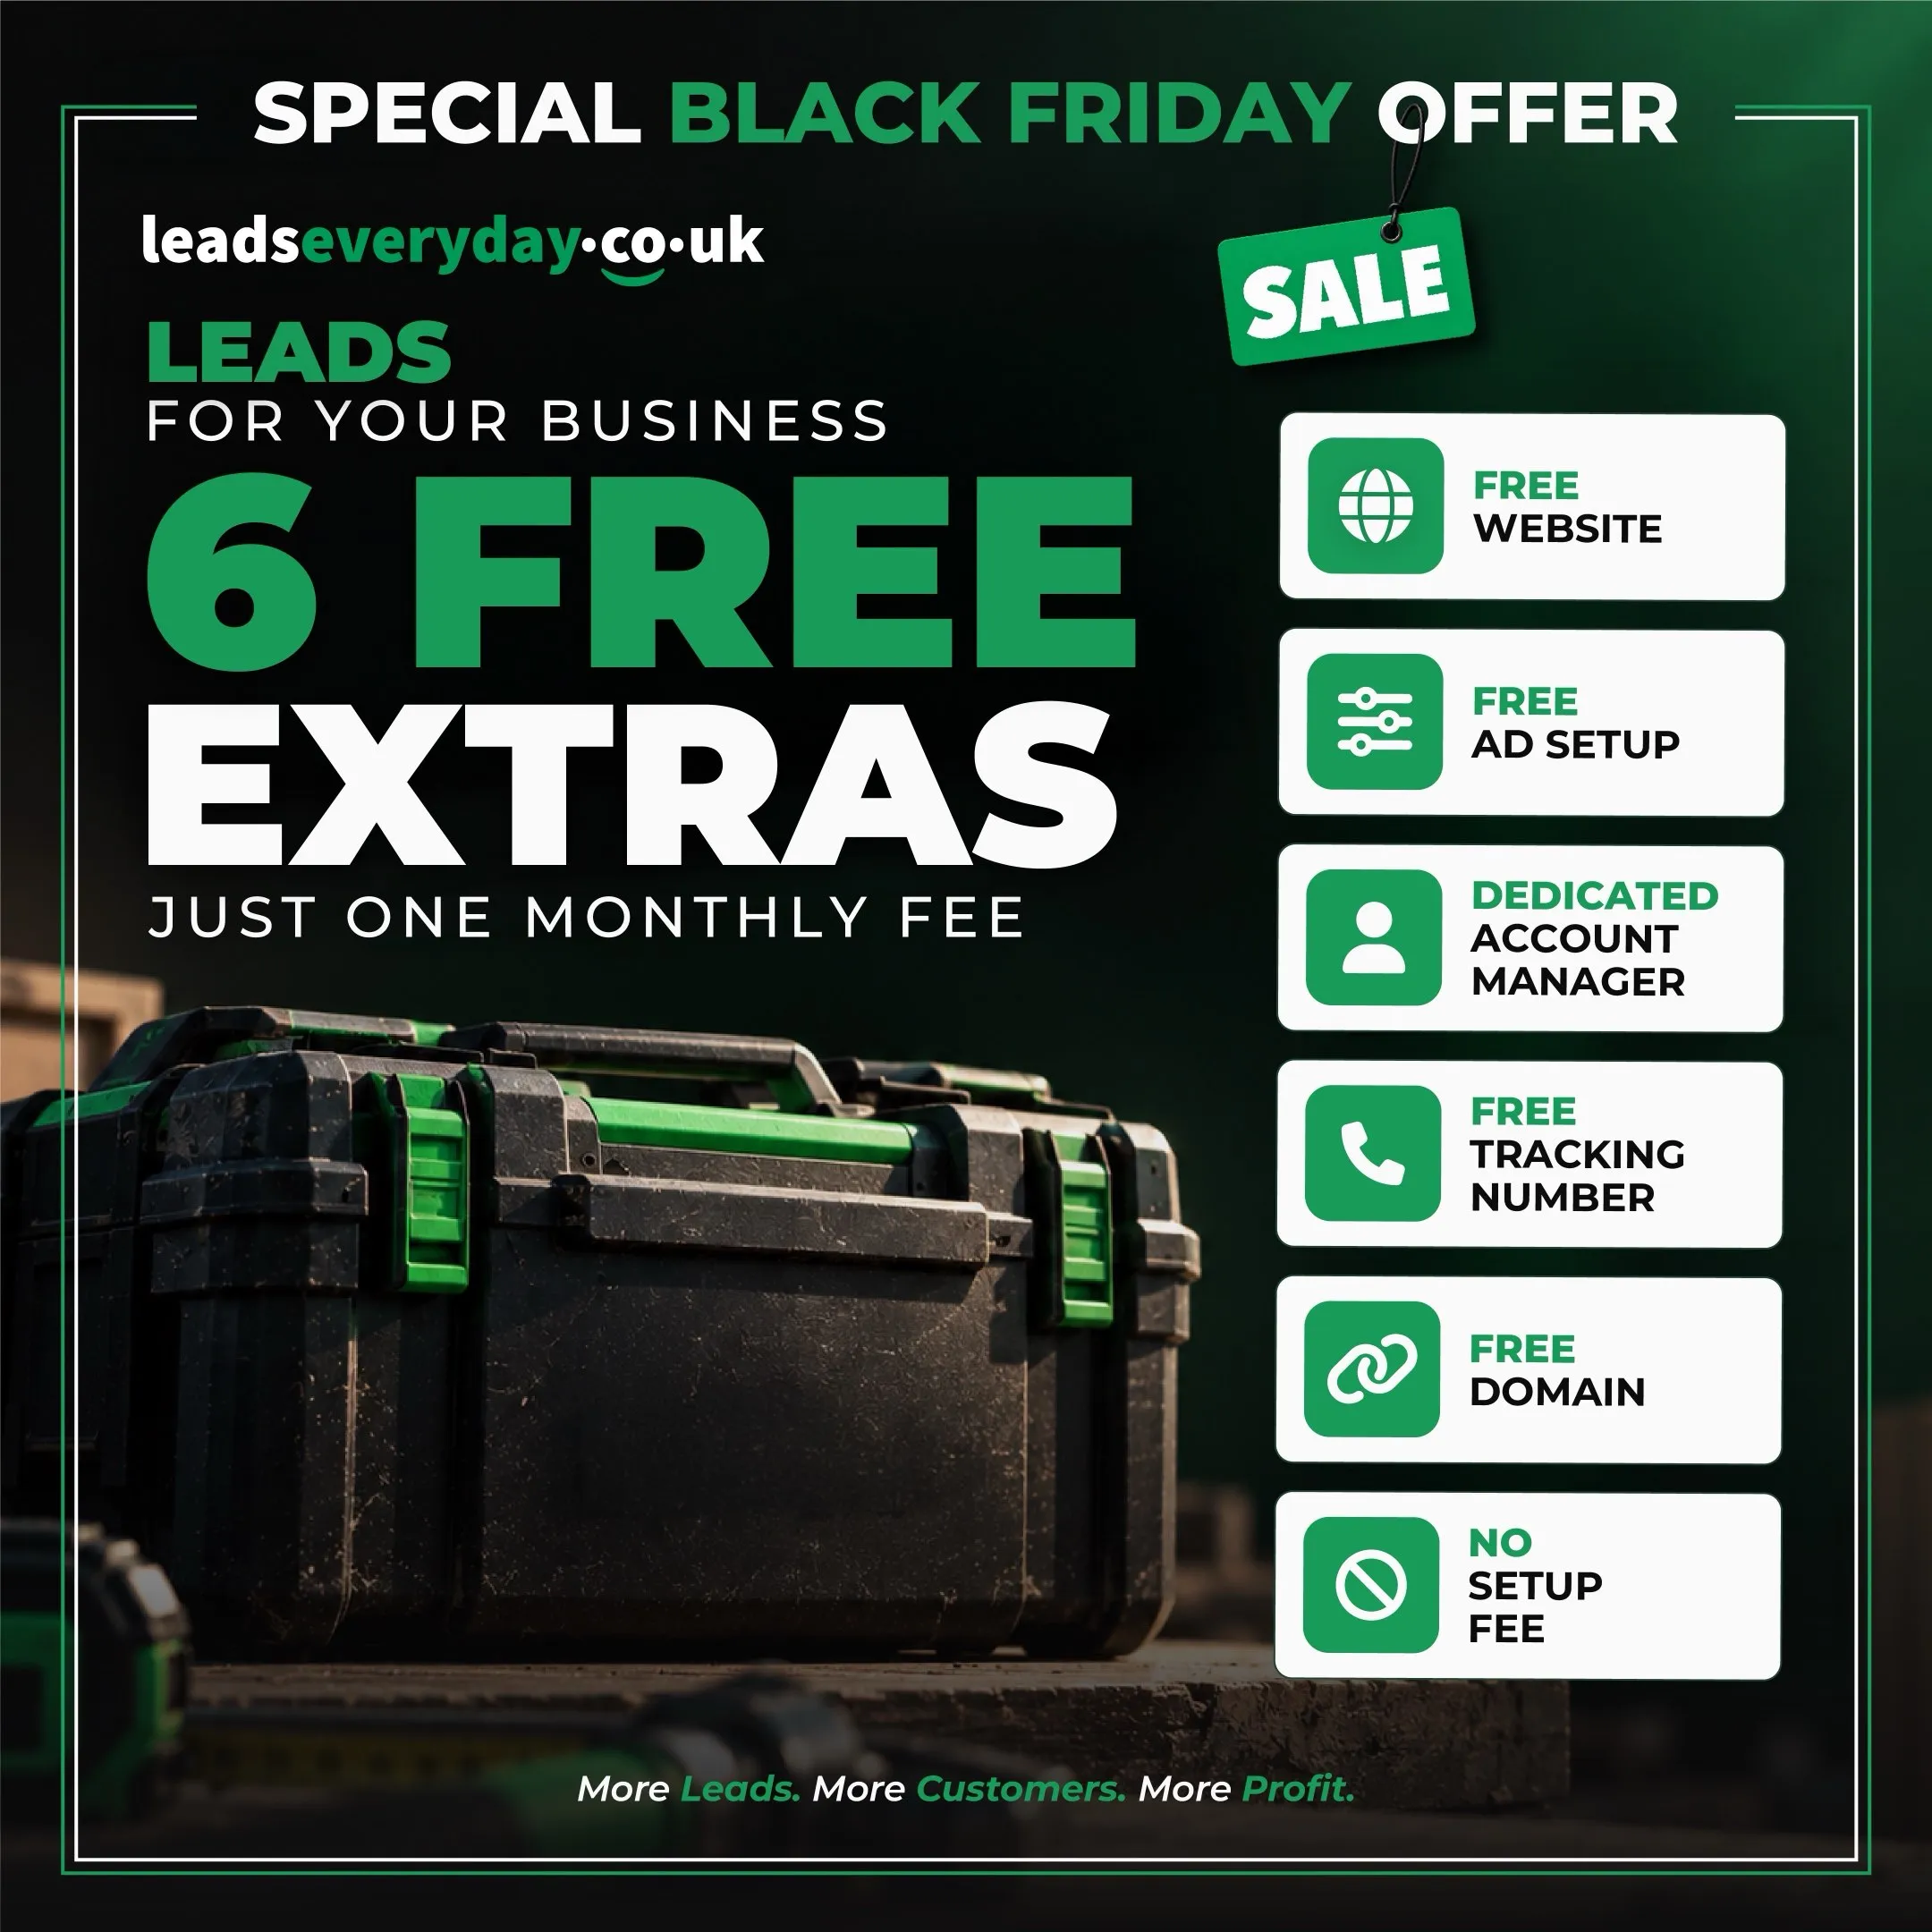 SPECIAL BLACK FRIDAY OFFER
leadseveryday.co.uk
SALE
LEADS
FOR YOUR BUSINESS
6 FREE
EXTRAS
JUST ONE MONTHLY FEE
FREE
WEBSITE
FREE
AD SETUP
DEDICATED
ACCOUNT
MANAGER
FREE
TRACKING
NUMBER
FREE
DOMAIN
NO
SETUP
FEE
More Leads. More Customers. More Profit.